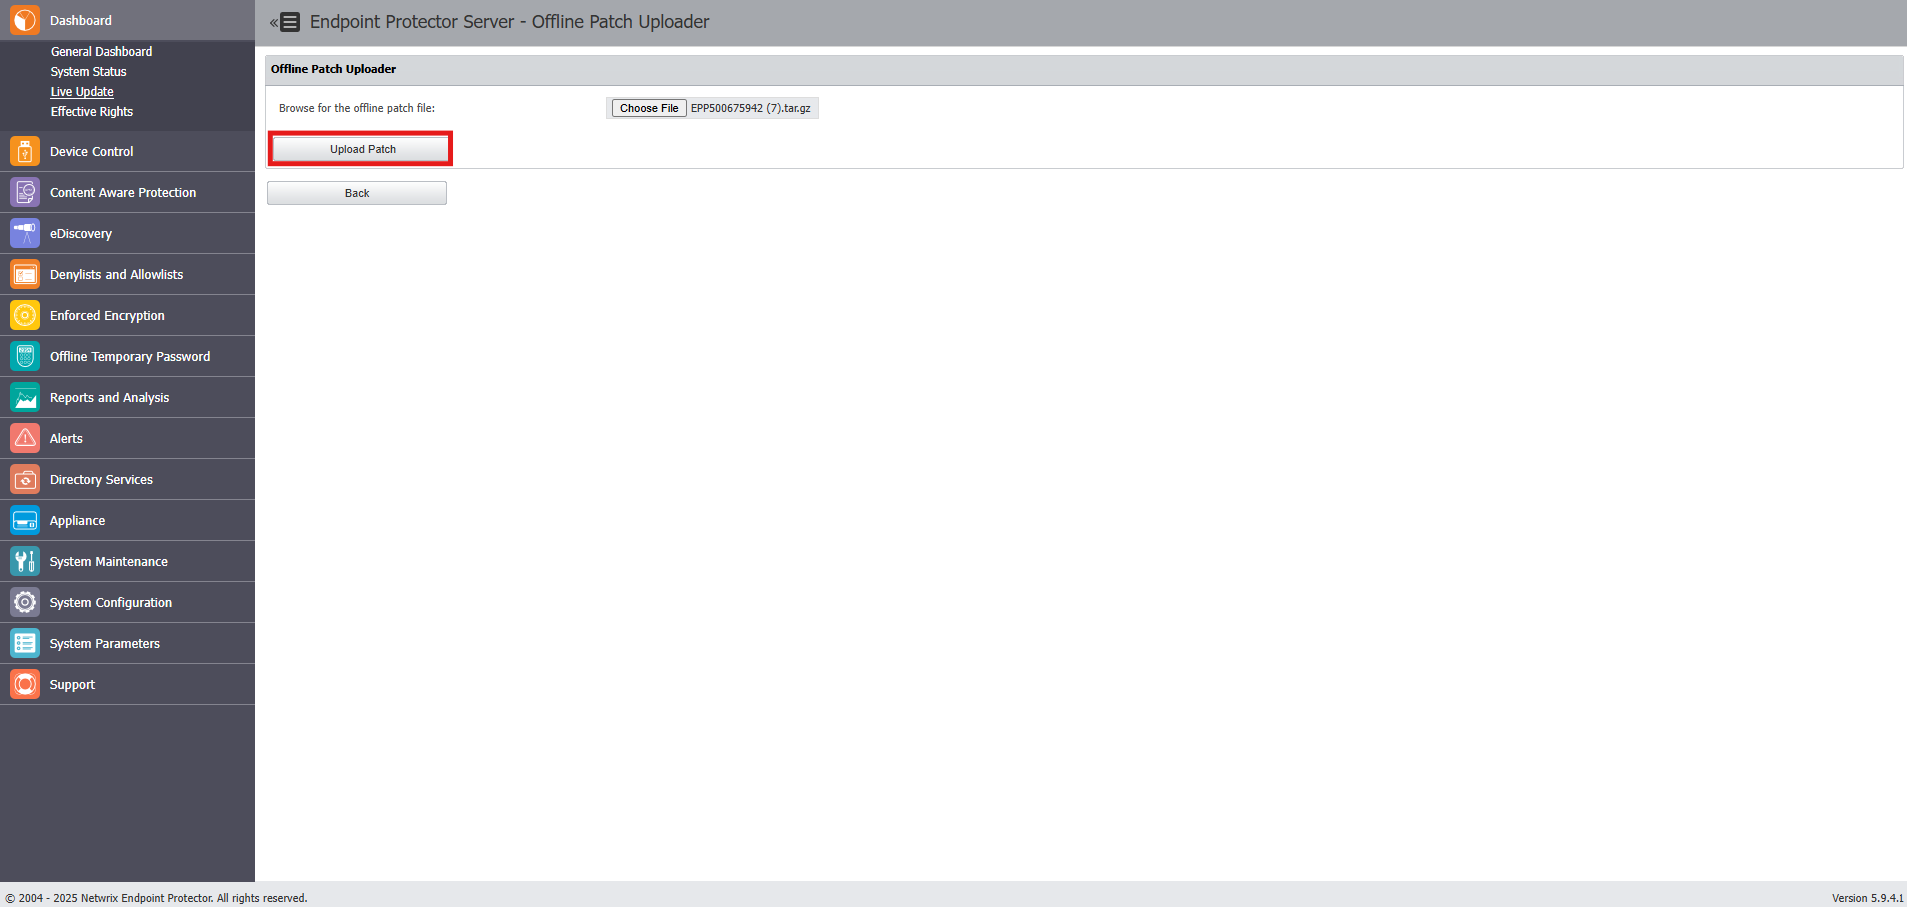 Dashboard
General Dashboard
System Status
Live Update
Effective Rights
Device Control
Content Aware Protection
eDiscovery
Denylists and Allowlists
Enforced Encryption
Offline Temporary Password
Reports and Analysis
Alerts
Directory Services
Appliance
System Maintenance
System Configuration
System Parameters
Support
« Endpoint Protector Server - Offline Patch Uploader
Offline Patch Uploader
Browse for the offline patch file: Choose File EPP500675942 (7).tar.gz
Upload Patch
Back
© 2004 - 2025 Netwrix Endpoint Protector. All rights reserved. Version 5.9.4.1